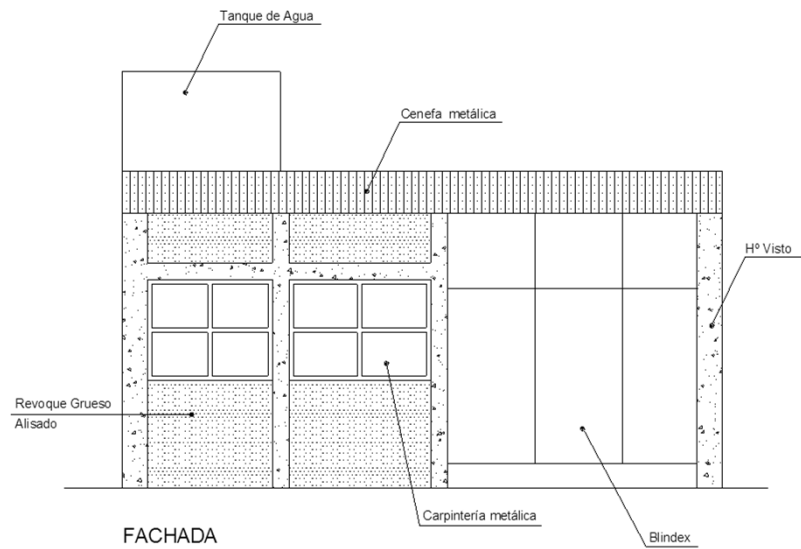 Tanque de Agua
Cenefa metálica
Hº Visto
Revoque Grueso
Alisado
Carpintería metálica
Blindex
FACHADA